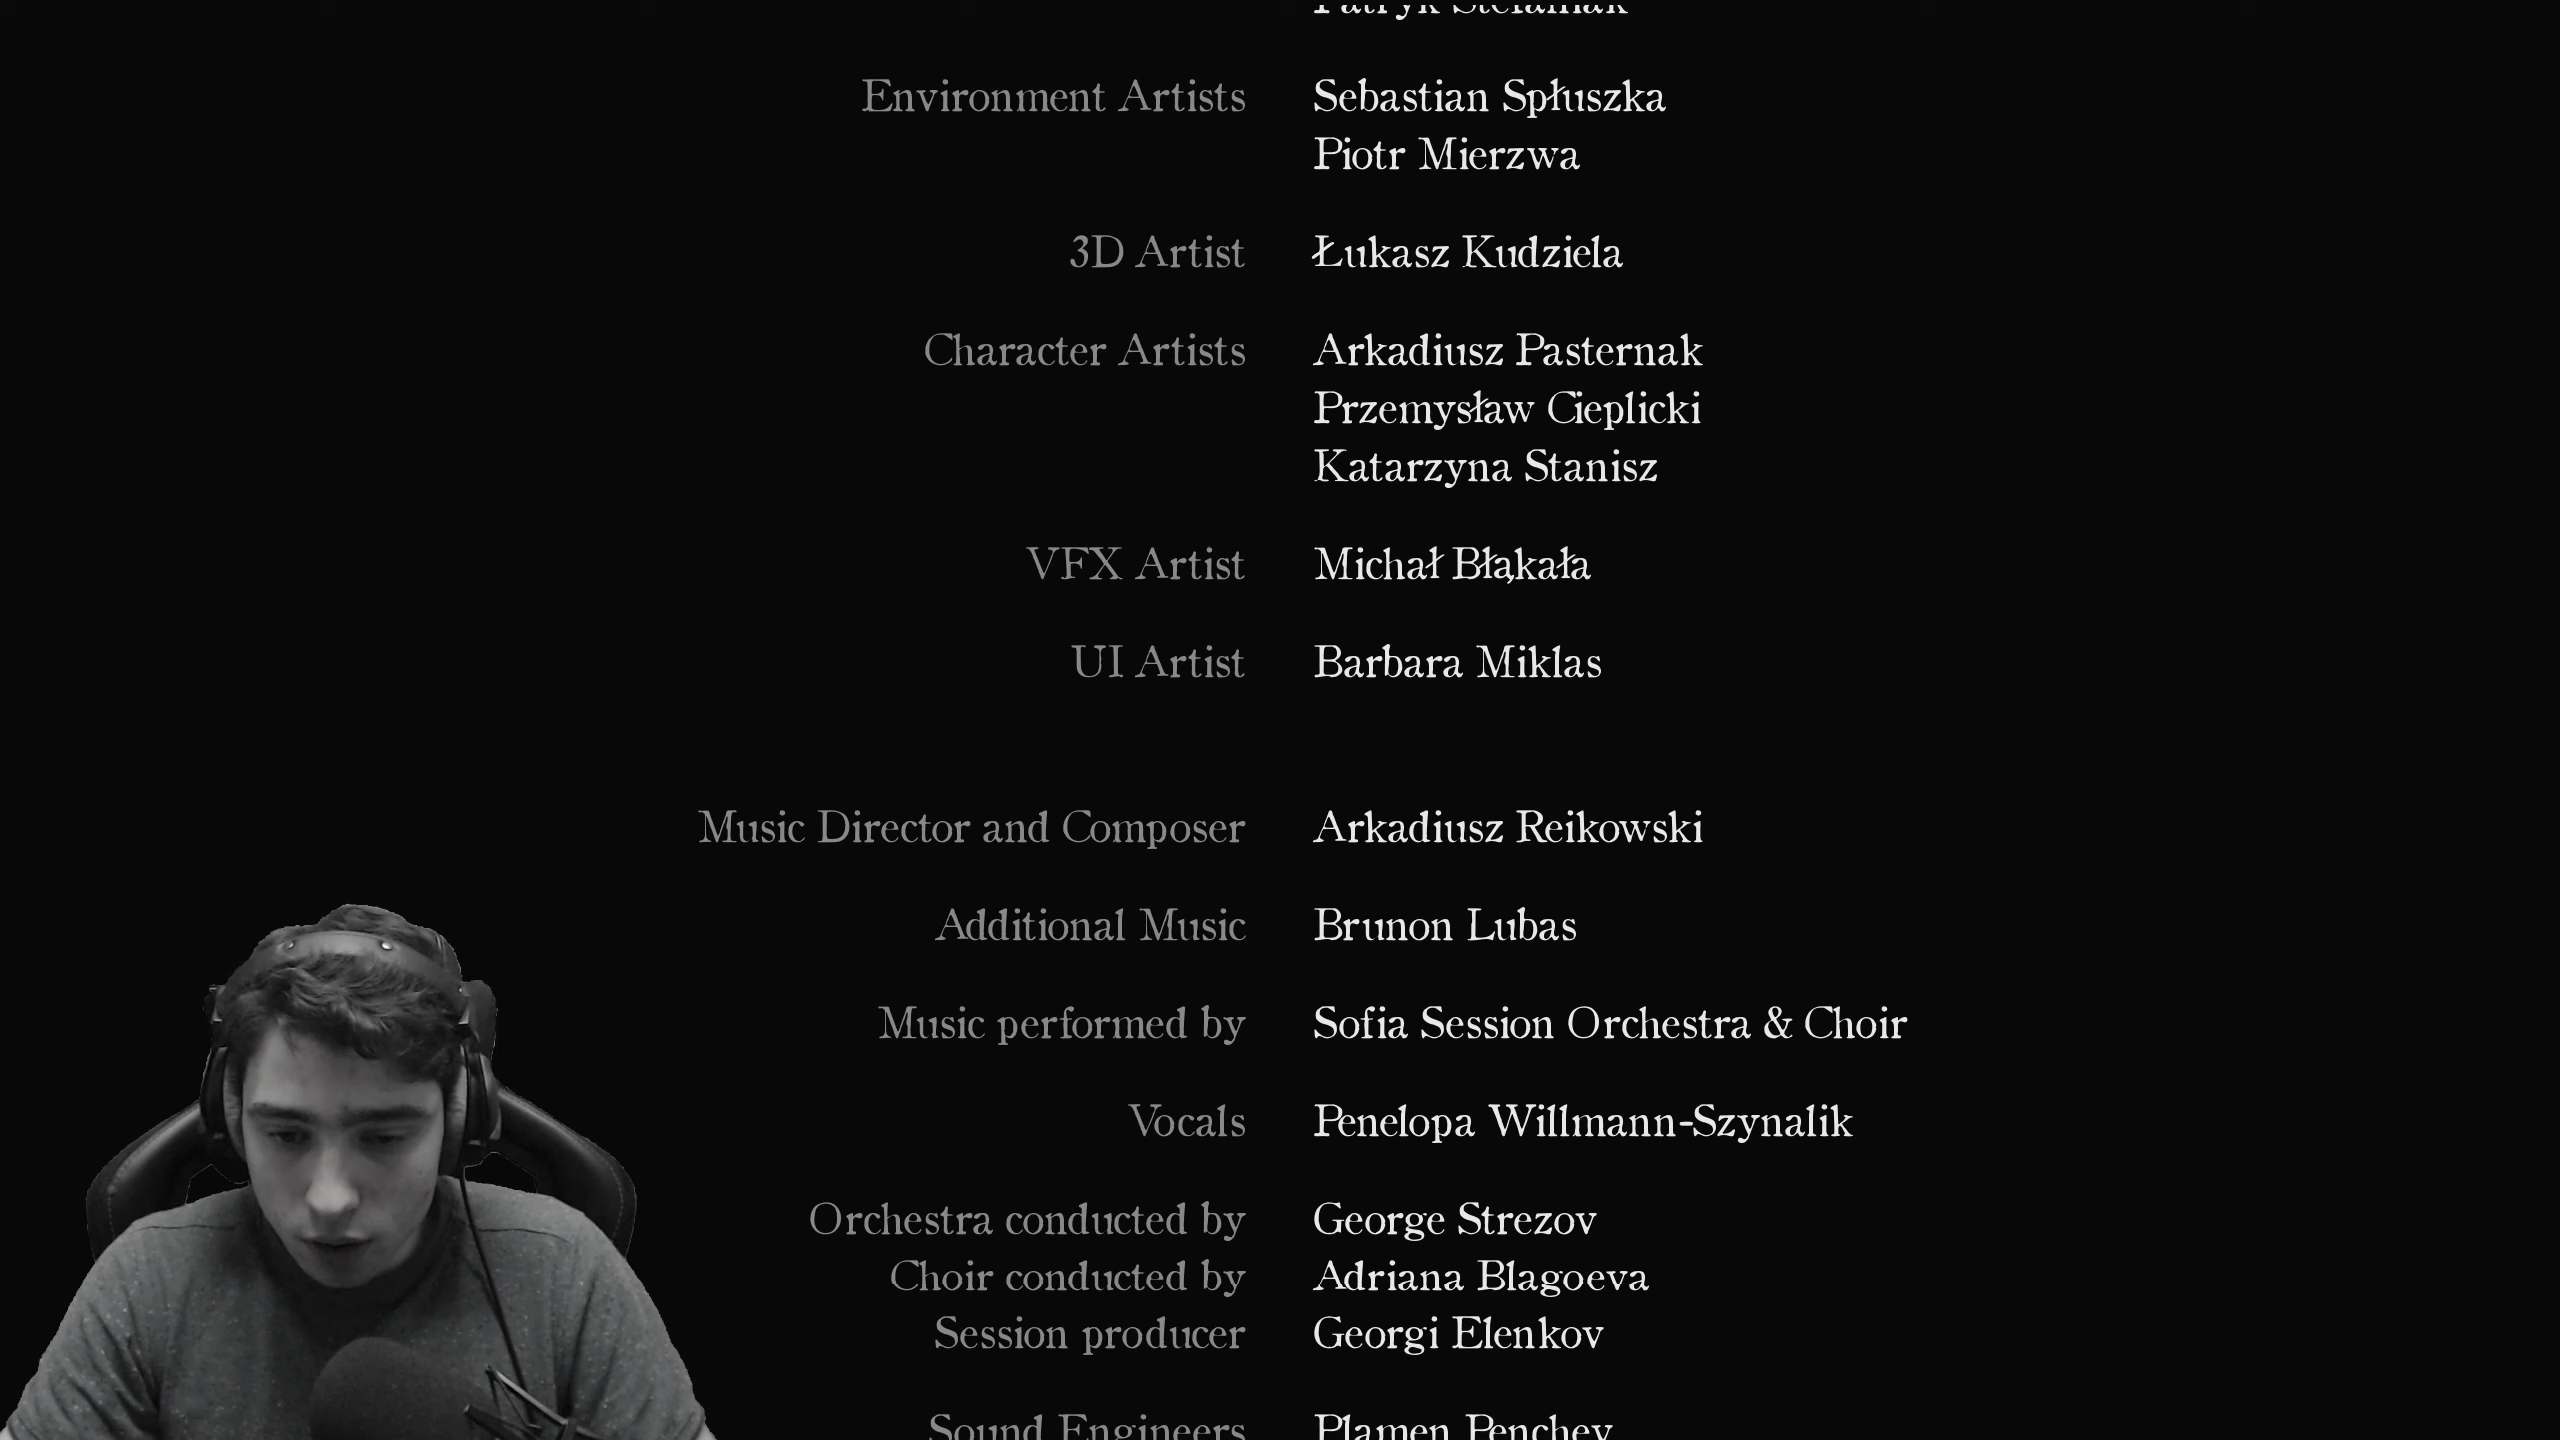 Patryk Stefaniak
Environment Artists Sebastian Spłuszka
Piotr Mierzwa
3D Artist Łukasz Kudziela
Character Artists Arkadiusz Pasternak
Przemysław Cieplicki
Katarzyna Stanisz
VFX Artist Michał Błąkała
UI Artist Barbara Miklas
Music Director and Composer Arkadiusz Reikowski
Additional Music Brunon Lubas
Music performed by Sofia Session Orchestra & Choir
Vocals Penelopa Willmann-Szynalik
Orchestra conducted by George Strezov
Choir conducted by Adriana Blagoeva
Session producer Georgi Elenkov
Sound Engineers Plamen Penchev